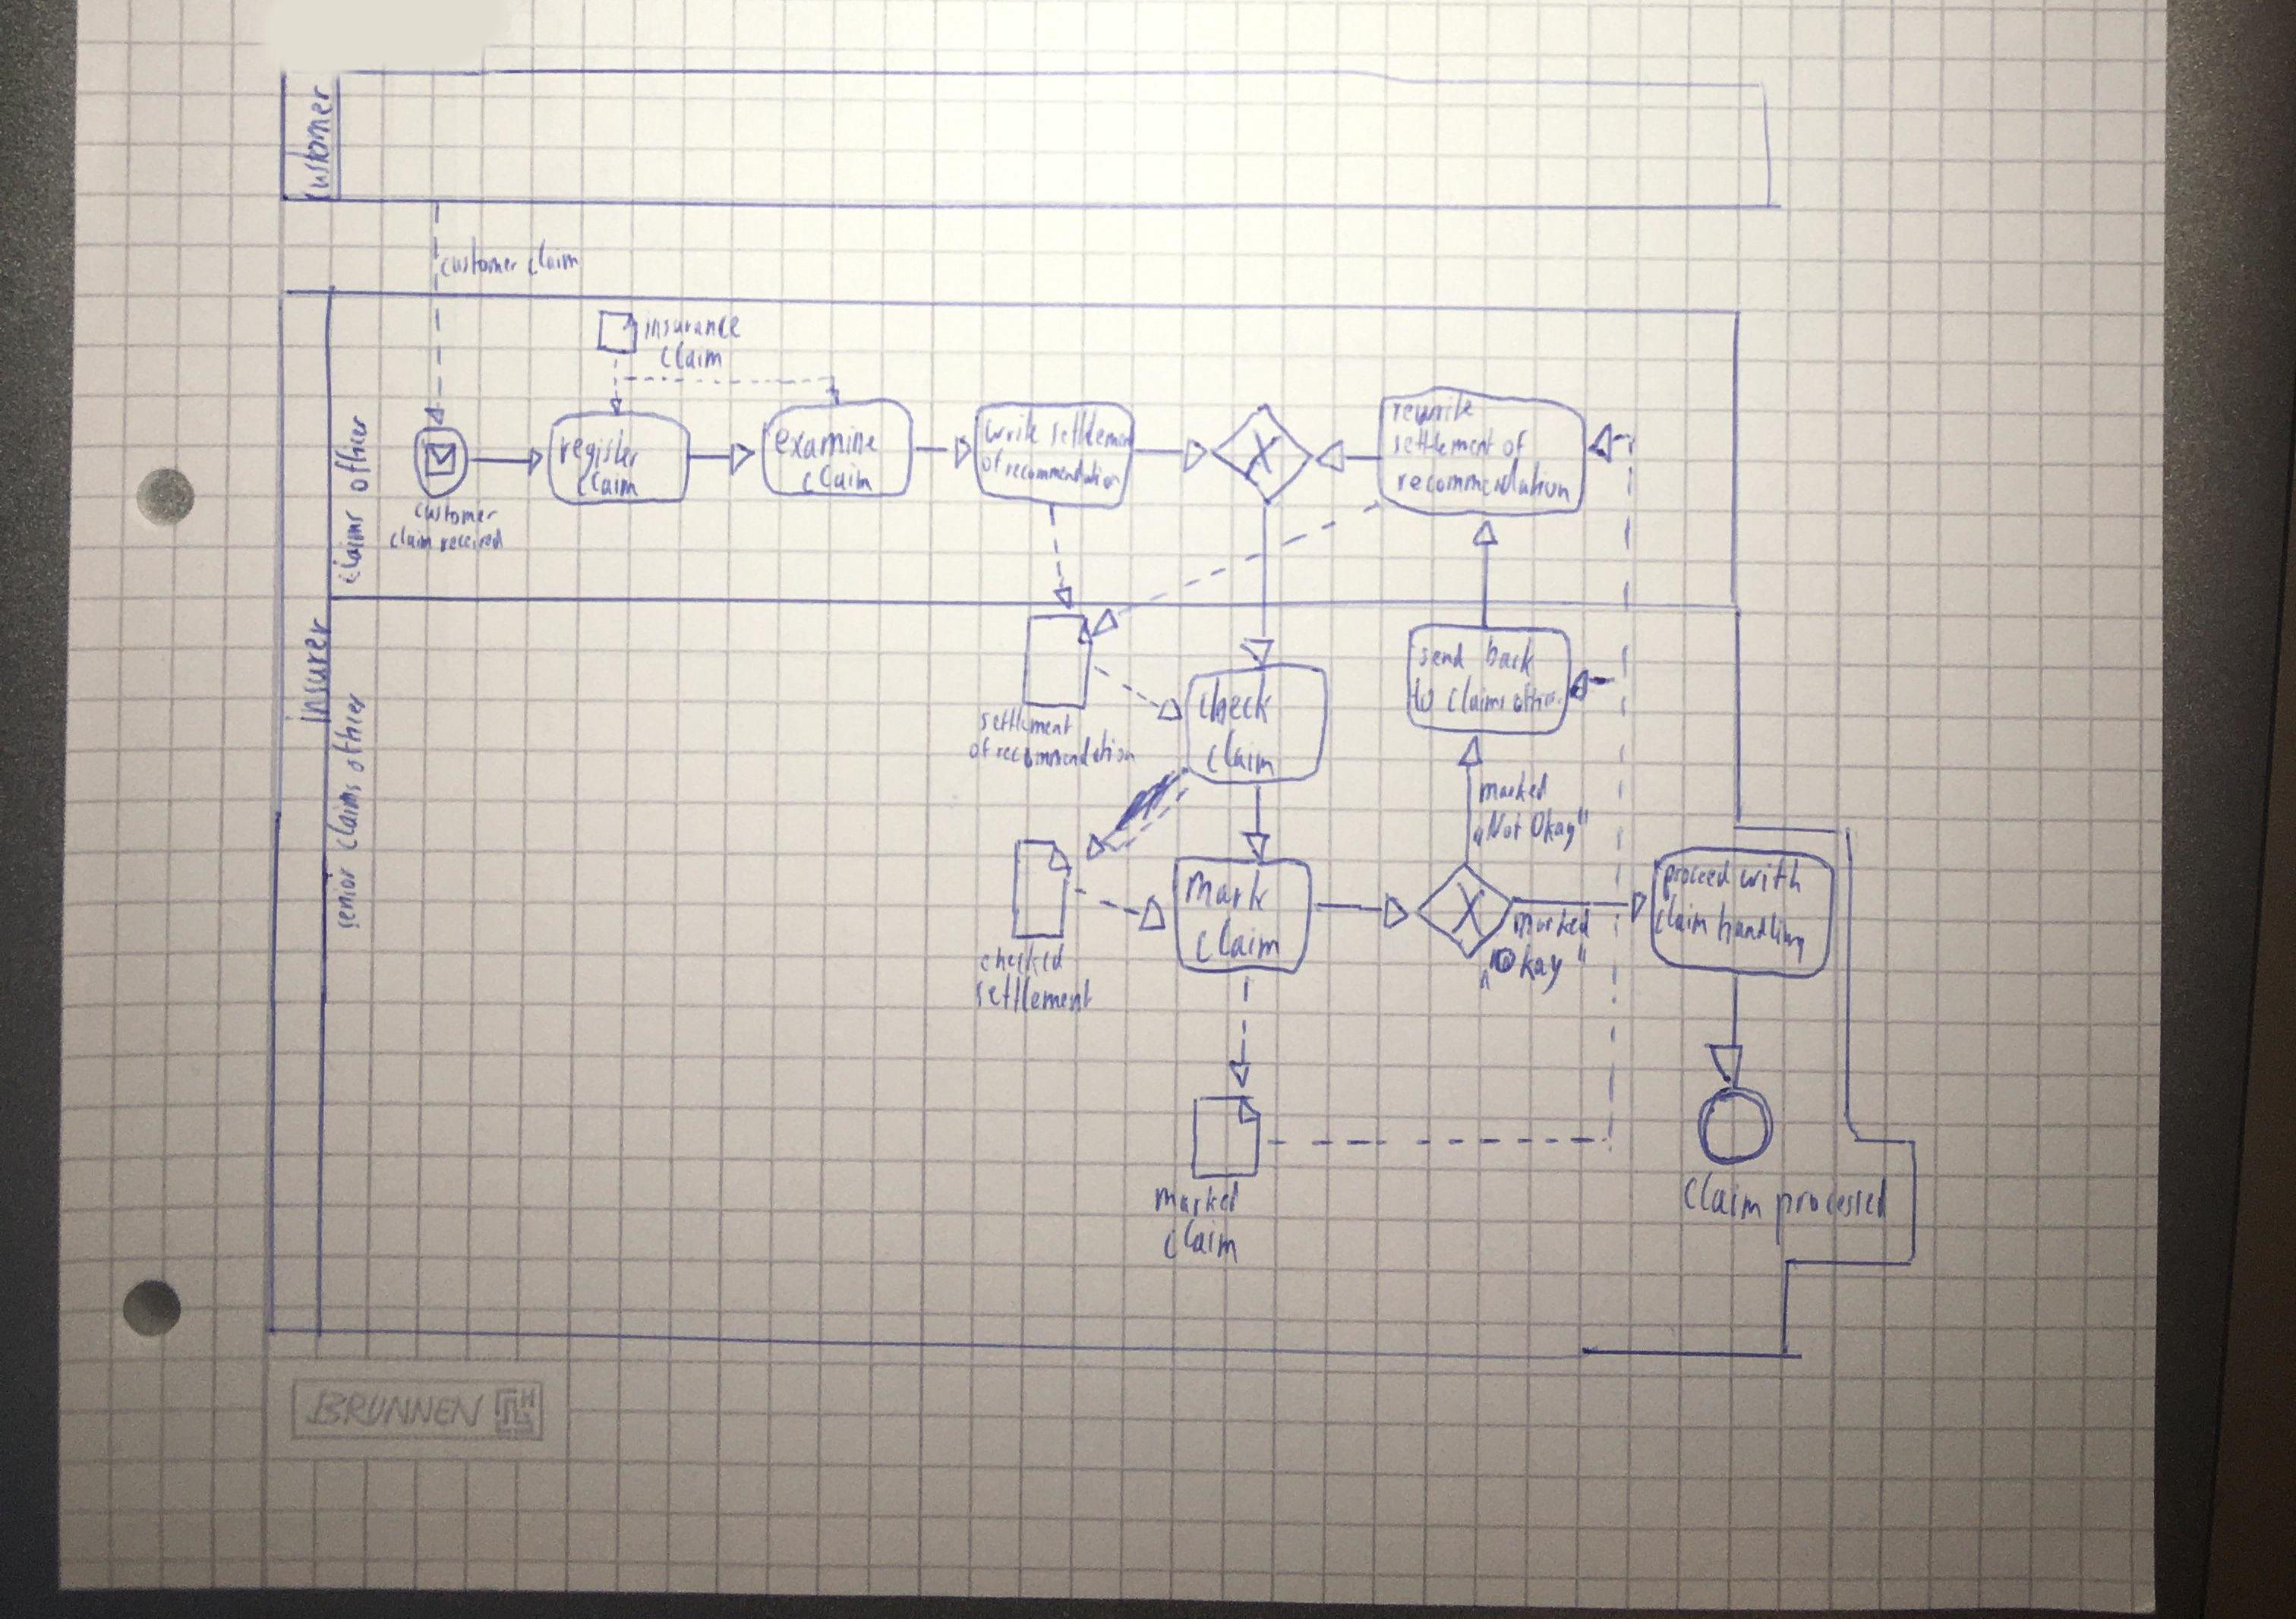 customer
customer claim
insurance
claim
insurer
claims officer
customer
claim received
register
claim
examine
claim
write settlement
of recommendation
X
rewrite
settlement of
recommendation
senior claims officer
settlement
of recommendation
check
claim
send back
to claims officer
marked
"Not Okay"
checked
settlement
mark
claim
X
marked
"Okay"
proceed with
claim handling
marked
claim
claim processed
BRUNNEN